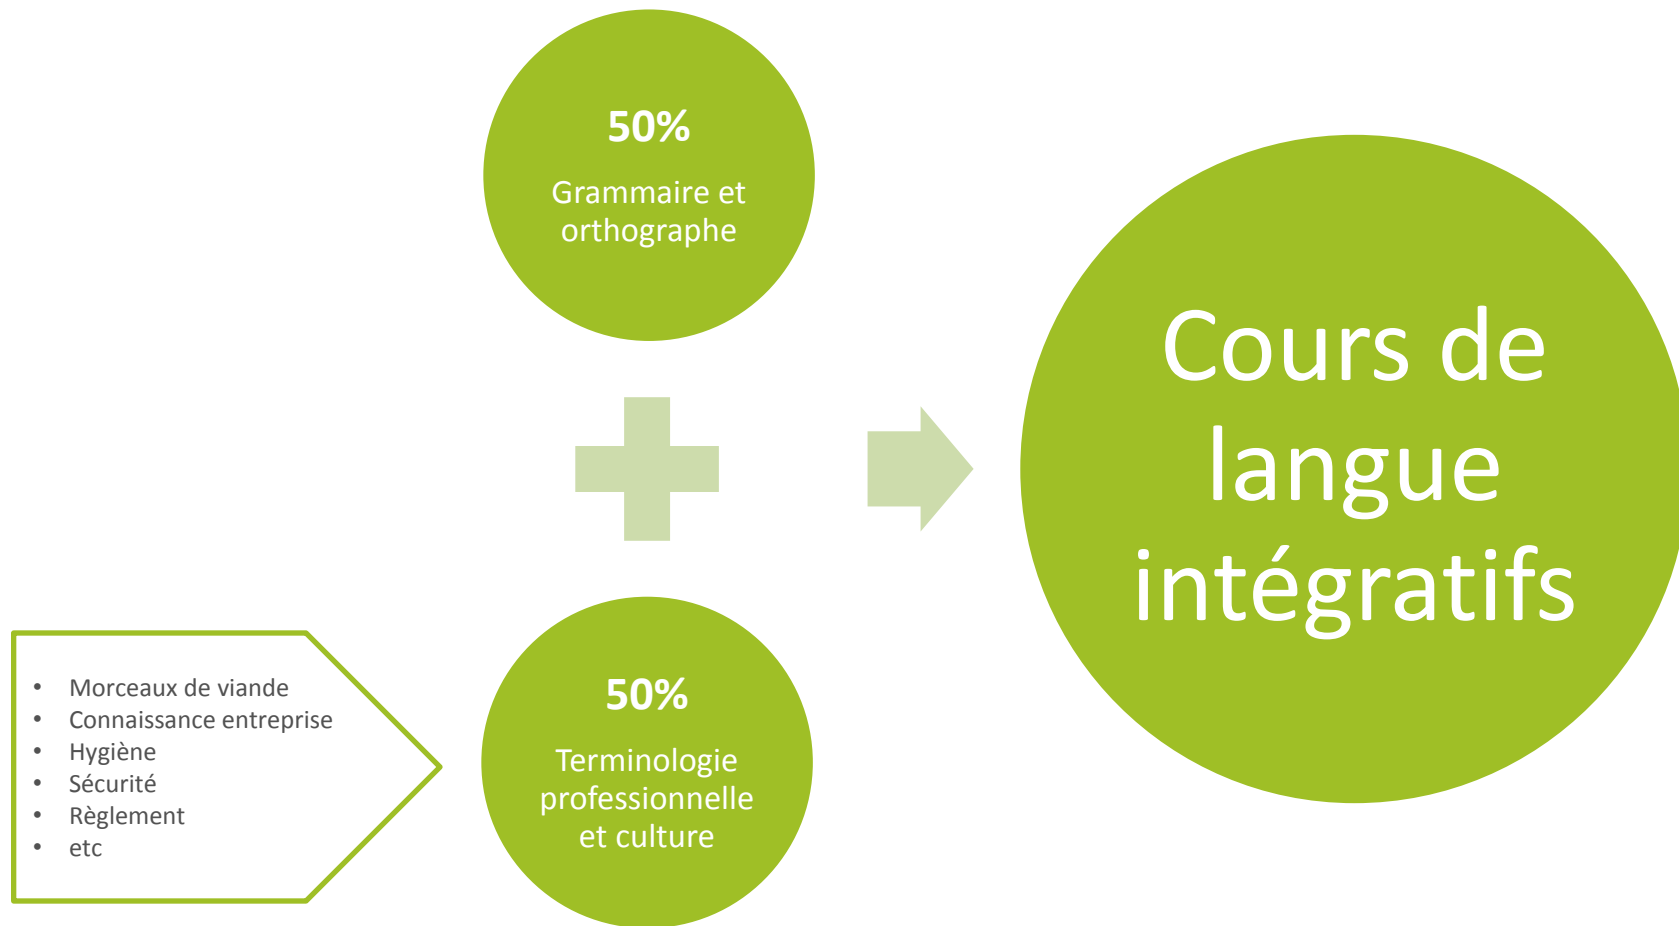 50%
Grammaire et
orthographe
Cours de
langue
intégratifs
• Morceaux de viande
• Connaissance entreprise
• Hygiène
• Sécurité
• Règlement
• etc
50%
Terminologie
professionnelle
et culture